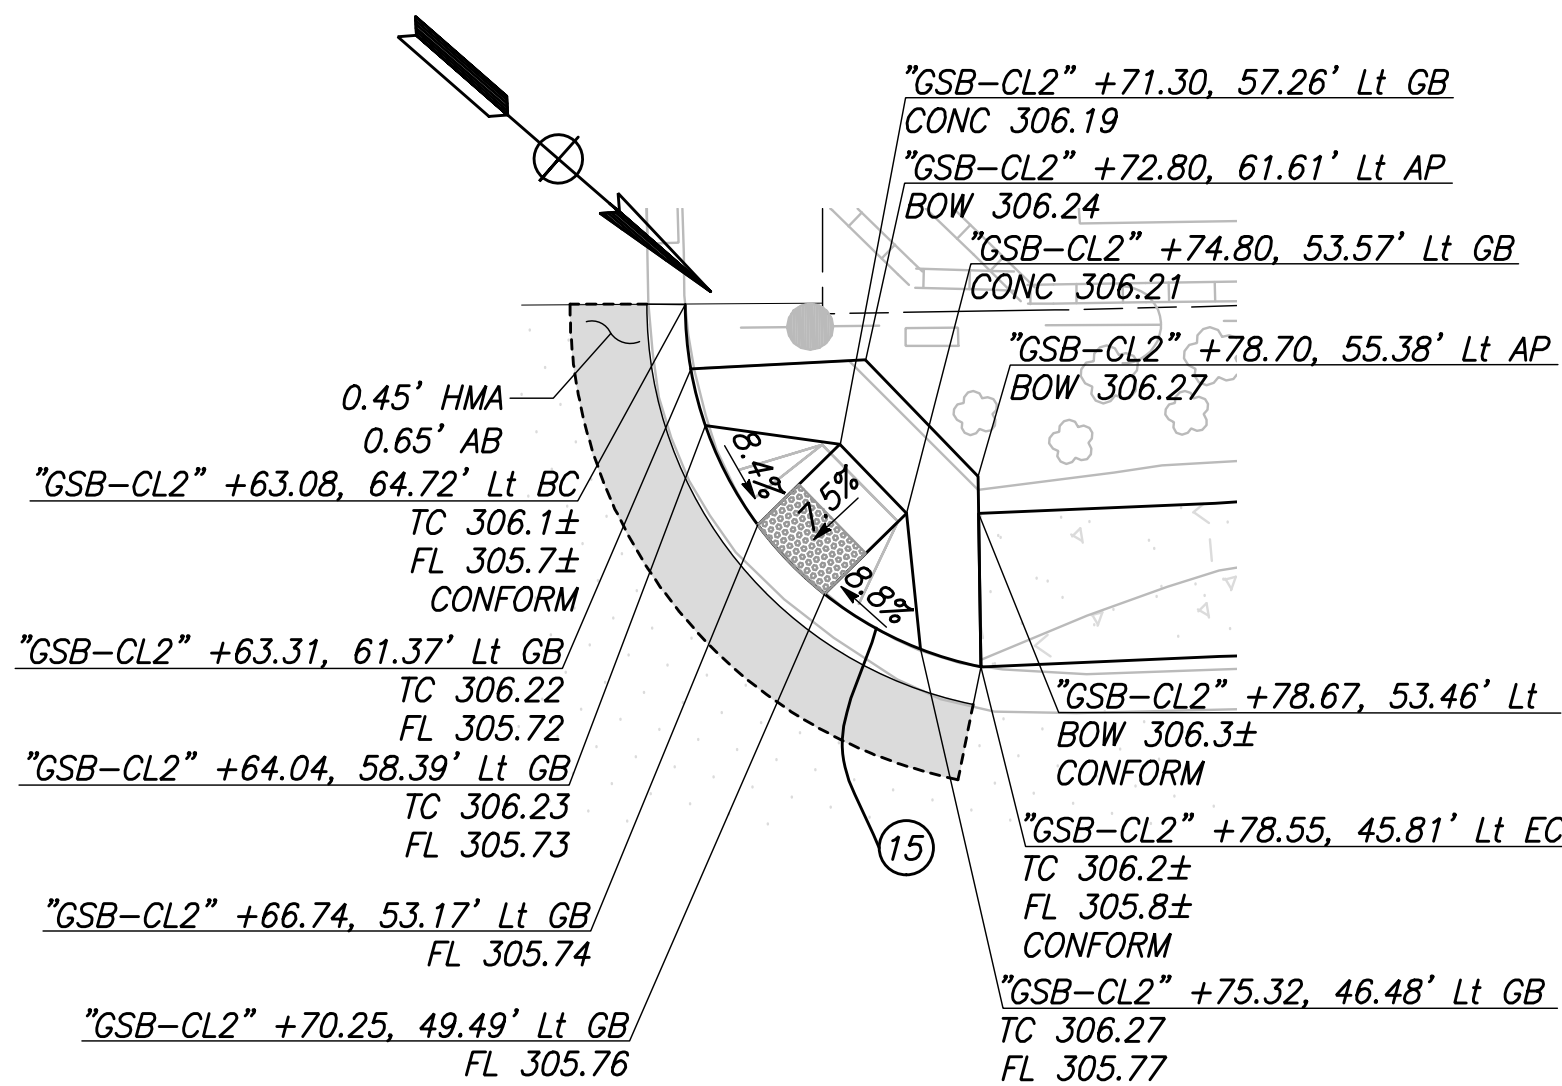 "GSB-CL2" +71.30, 57.26' Lt GB
CONC 306.19
"GSB-CL2" +72.80, 61.61' Lt AP
BOW 306.24
"GSB-CL2" +74.80, 53.57' Lt GB
CONC 306.21
"GSB-CL2" +78.70, 55.38' Lt AP
BOW 306.27
0.45' HMA
0.65' AB
"GSB-CL2" +63.08, 64.72' Lt BC
TC 306.1±
FL 305.7±
CONFORM
8.4%
7.5%
8.8%
"GSB-CL2" +63.31, 61.37' Lt GB
TC 306.22
FL 305.72
"GSB-CL2" +64.04, 58.39' Lt GB
TC 306.23
FL 305.73
"GSB-CL2" +66.74, 53.17' Lt GB
FL 305.74
"GSB-CL2" +70.25, 49.49' Lt GB
FL 305.76
15
"GSB-CL2" +78.67, 53.46' Lt
BOW 306.3±
CONFORM
"GSB-CL2" +78.55, 45.81' Lt EC
TC 306.2±
FL 305.8±
CONFORM
"GSB-CL2" +75.32, 46.48' Lt GB
TC 306.27
FL 305.77